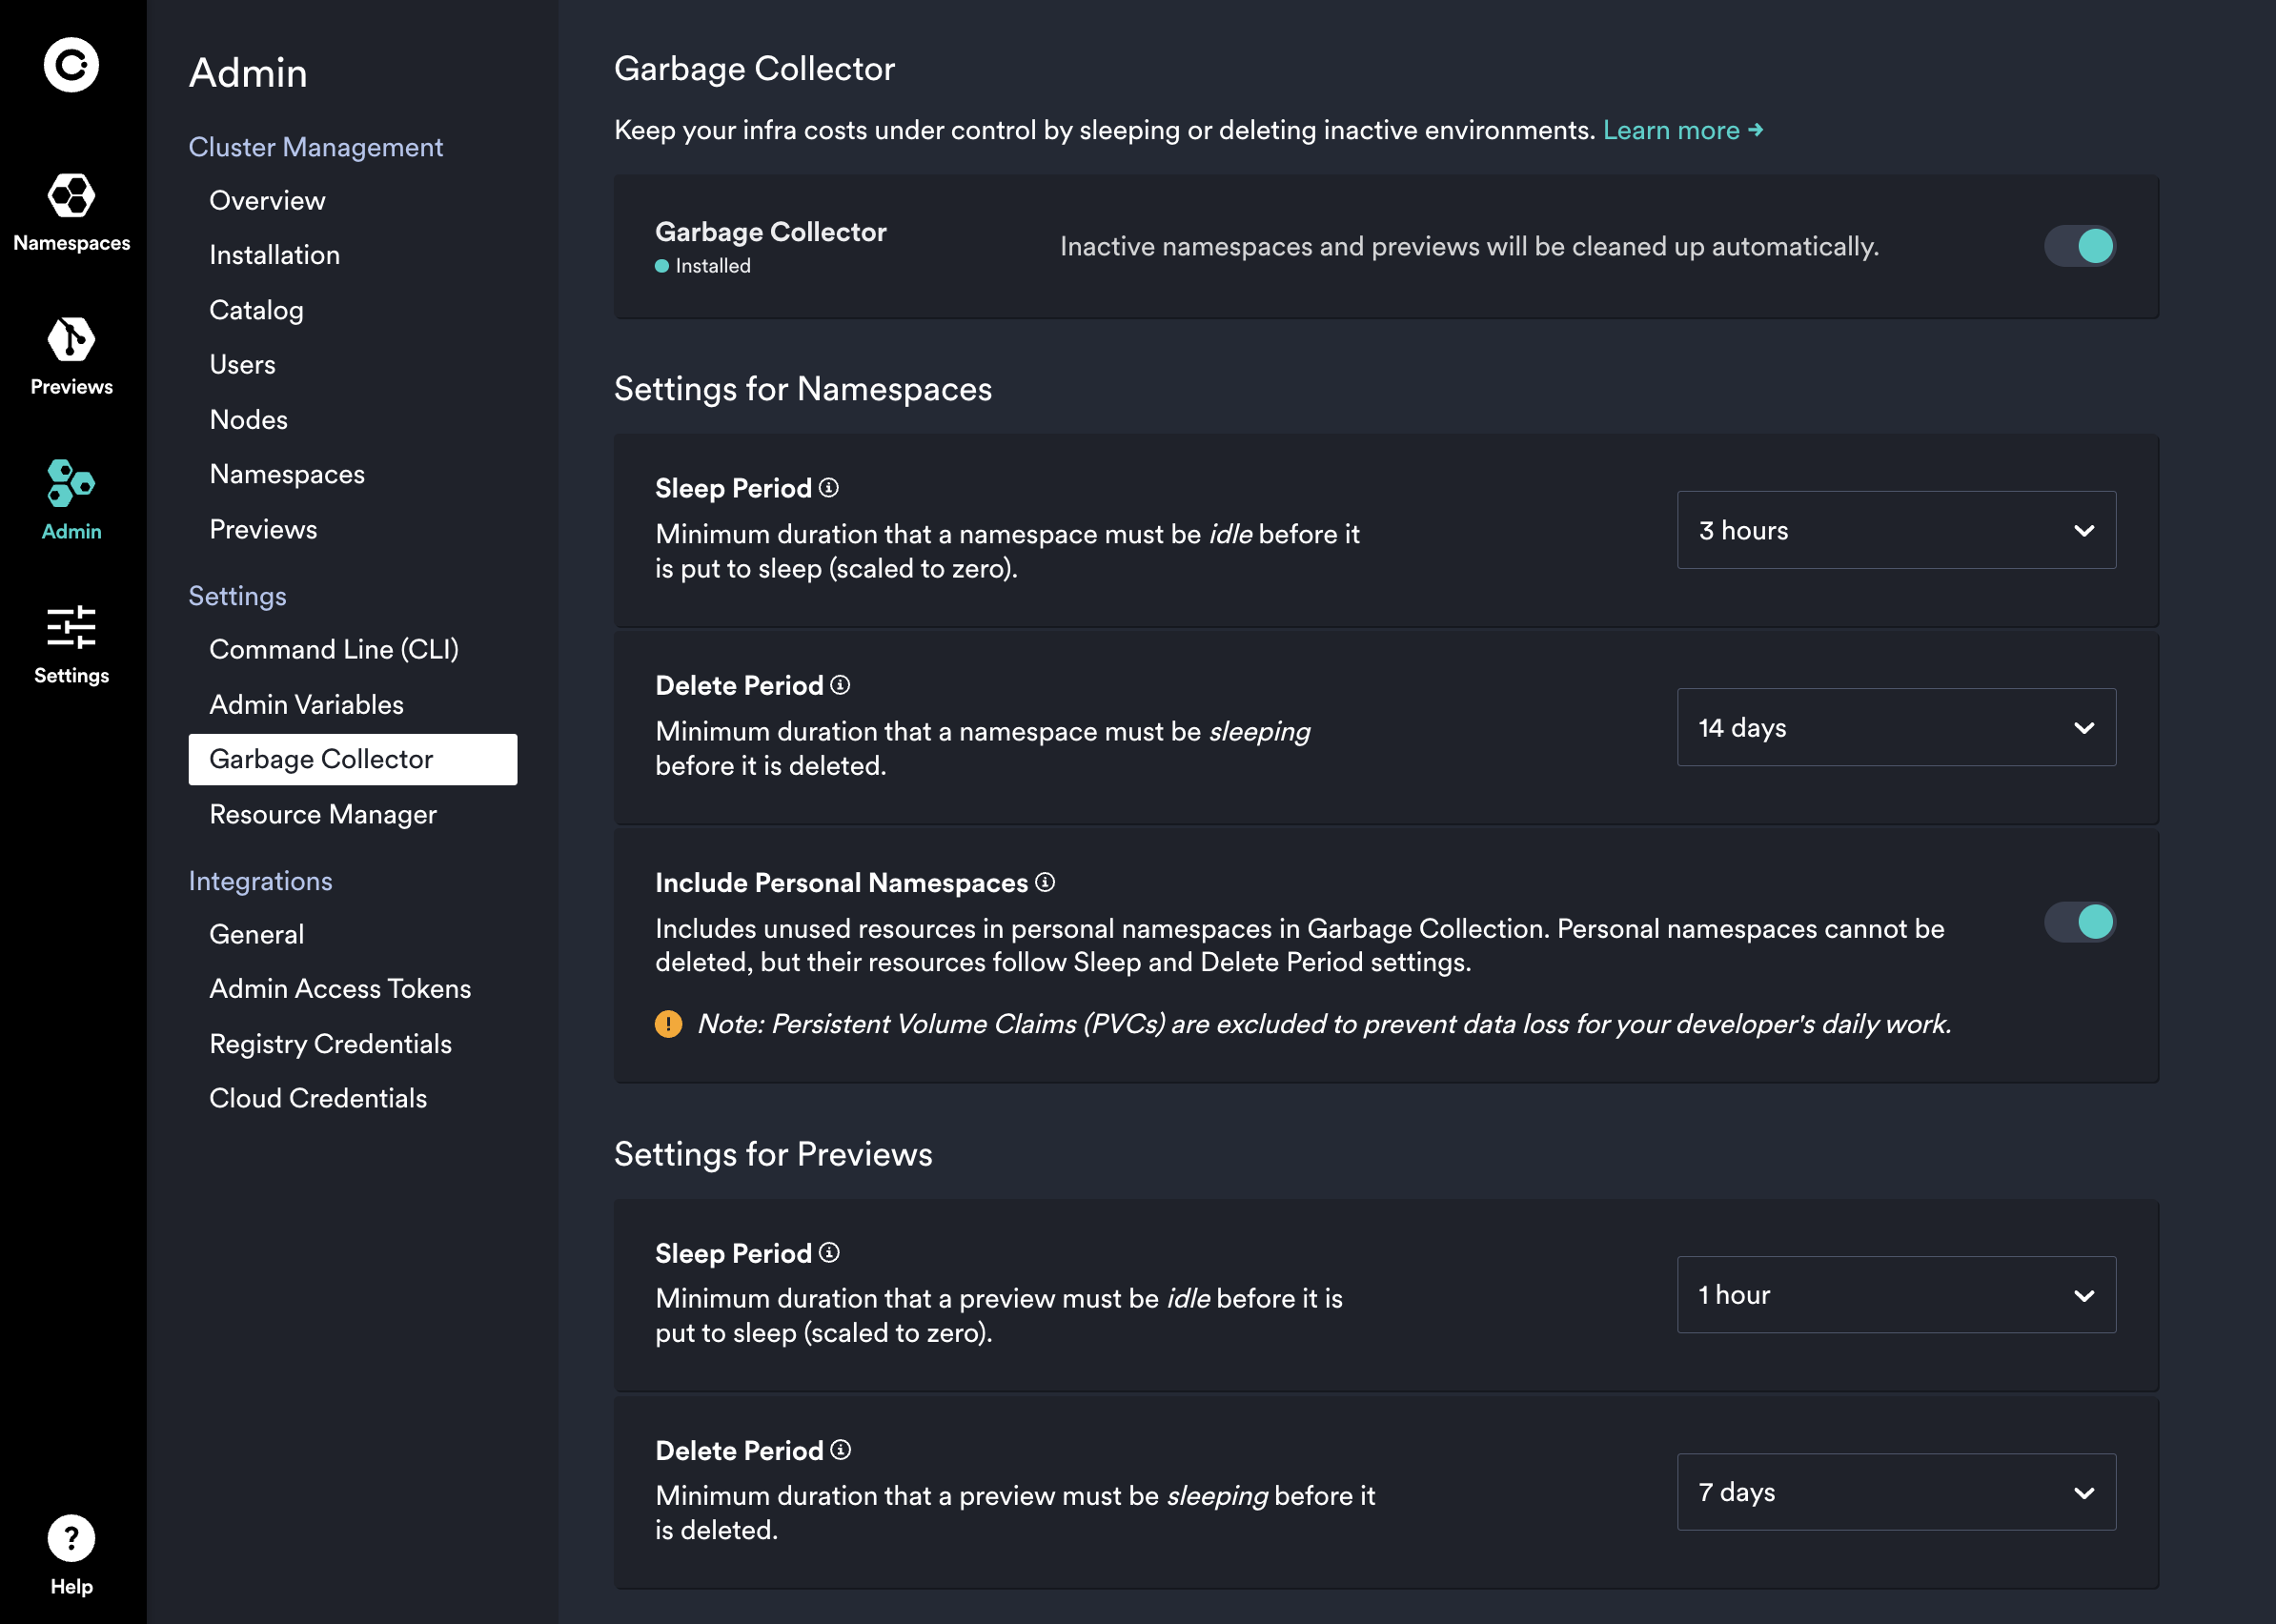 Namespaces
Previews
Admin
Settings
Help
Admin
Cluster Management
Overview
Installation
Catalog
Users
Nodes
Namespaces
Previews
Settings
Command Line (CLI)
Admin Variables
Garbage Collector
Resource Manager
Integrations
General
Admin Access Tokens
Registry Credentials
Cloud Credentials
Garbage Collector
Keep your infra costs under control by sleeping or deleting inactive environments. Learn more →
Garbage Collector
Installed
Inactive namespaces and previews will be cleaned up automatically.
Settings for Namespaces
Sleep Period
Minimum duration that a namespace must be idle before it
is put to sleep (scaled to zero).
3 hours
Delete Period
Minimum duration that a namespace must be sleeping
before it is deleted.
14 days
Include Personal Namespaces
Includes unused resources in personal namespaces in Garbage Collection. Personal namespaces cannot be
deleted, but their resources follow Sleep and Delete Period settings.
Note: Persistent Volume Claims (PVCs) are excluded to prevent data loss for your developer's daily work.
Settings for Previews
Sleep Period
Minimum duration that a preview must be idle before it is
put to sleep (scaled to zero).
1 hour
Delete Period
Minimum duration that a preview must be sleeping before it
is deleted.
7 days